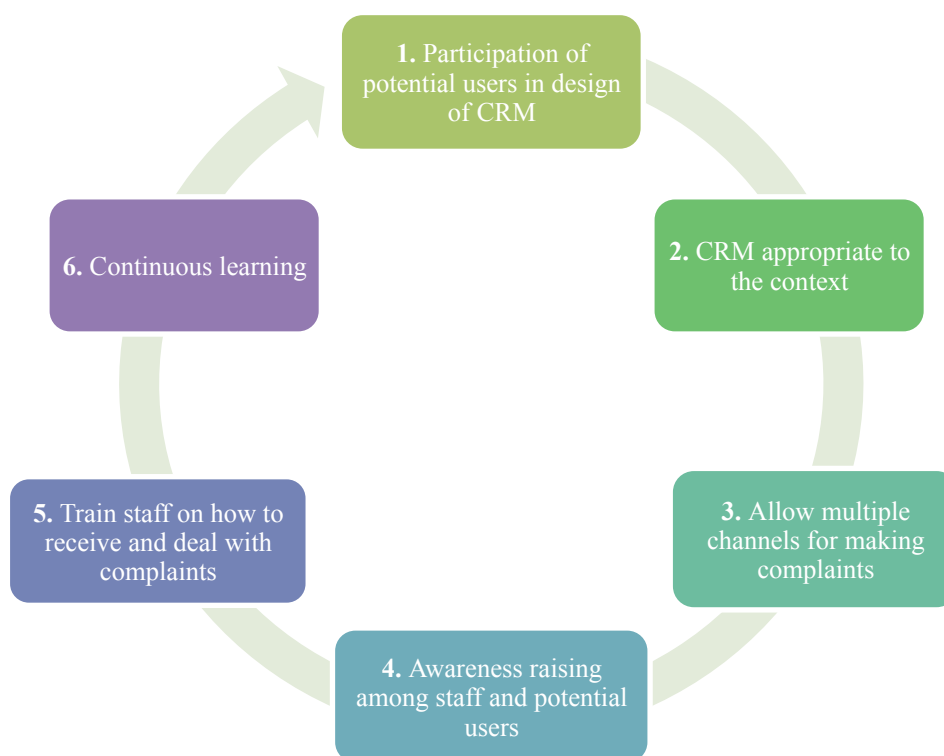 1. Participation of
potential users in design
of CRM
2. CRM appropriate to
the context
3. Allow multiple
channels for making
complaints
4. Awareness raising
among staff and potential
users
5. Train staff on how to
receive and deal with
complaints
6. Continuous learning